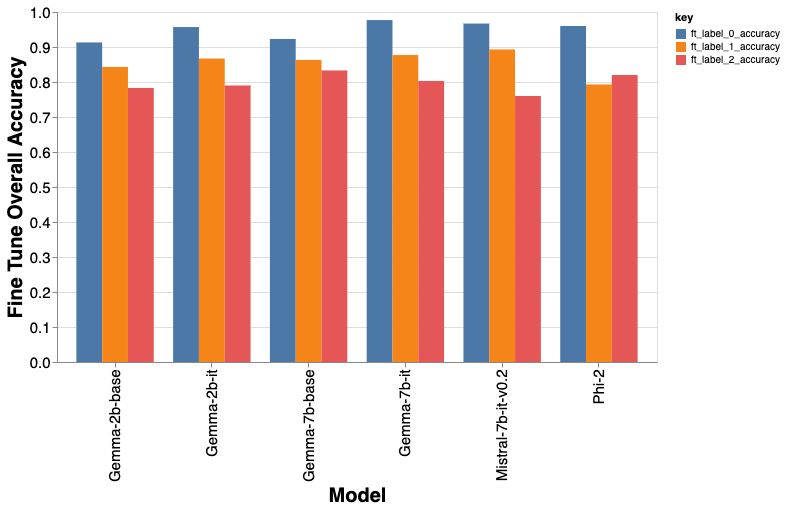 key
ft_label_0_accuracy
ft_label_1_accuracy
ft_label_2_accuracy
Fine Tune Overall Accuracy
1.0
0.9
0.8
0.7
0.6
0.5
0.4
0.3
0.2
0.1
0.0
Gemma-2b-base
Gemma-2b-it
Gemma-7b-base
Gemma-7b-it
Mistral-7b-it-v0.2
Phi-2
Model